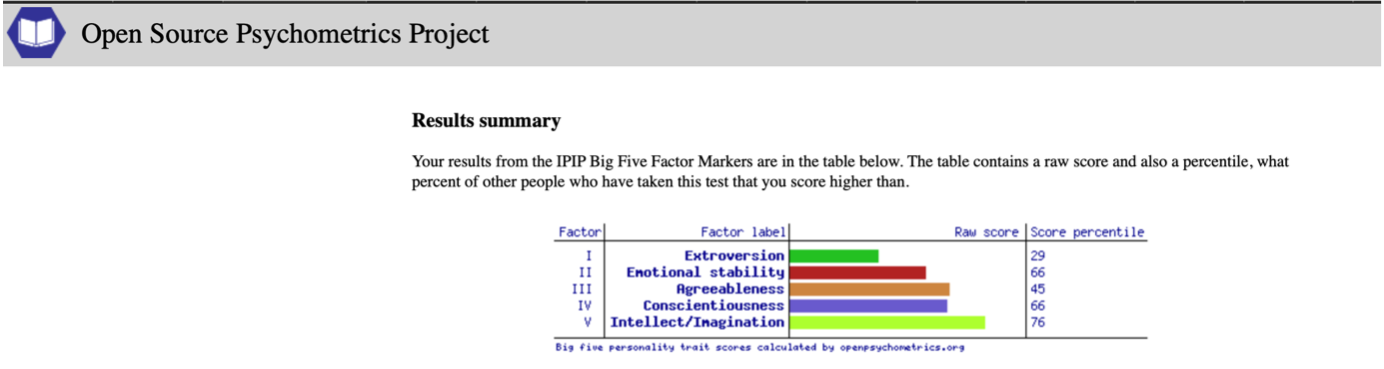 Open Source Psychometrics Project
Results summary
Your results from the IPIP Big Five Factor Markers are in the table below. The table contains a raw score and also a percentile, what
percent of other people who have taken this test that you score higher than.
Factor Factor label Raw score Score percentile
I Extroversion 29
II Emotional stability 66
III Agreeableness 45
IV Conscientiousness 66
V Intellect/Imagination 76
Big five personality trait scores calculated by openpsychometrics.org